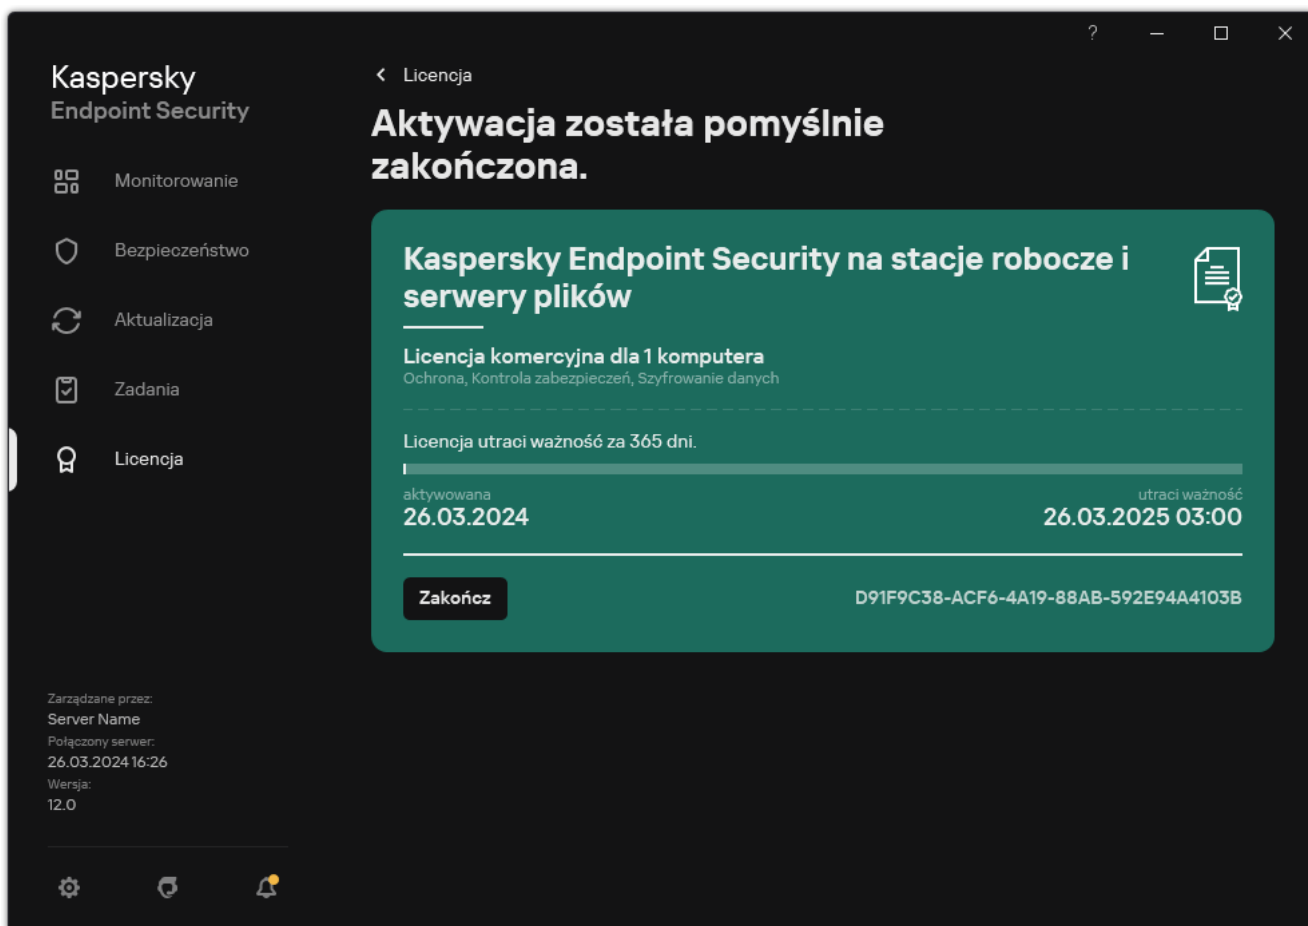 Kaspersky
Endpoint Security
Monitorowanie
Bezpieczeństwo
Aktualizacja
Zadania
Licencja
Zarządzane przez:
Server Name
Połączony serwer:
26.03.2024 16:26
Wersja:
12.0
?
Licencja
Aktywacja została pomyślnie
zakończona.
Kaspersky Endpoint Security na stacje robocze i
serwery plików
Licencja komercyjna dla 1 komputera
Ochrona, Kontrola zabezpieczeń, Szyfrowanie danych
Licencja utraci ważność za 365 dni.
aktywowana
utraci ważność
26.03.2024
26.03.2025 03:00
Zakończ
D91F9C38-ACF6-4A19-88AB-592E94A4103B